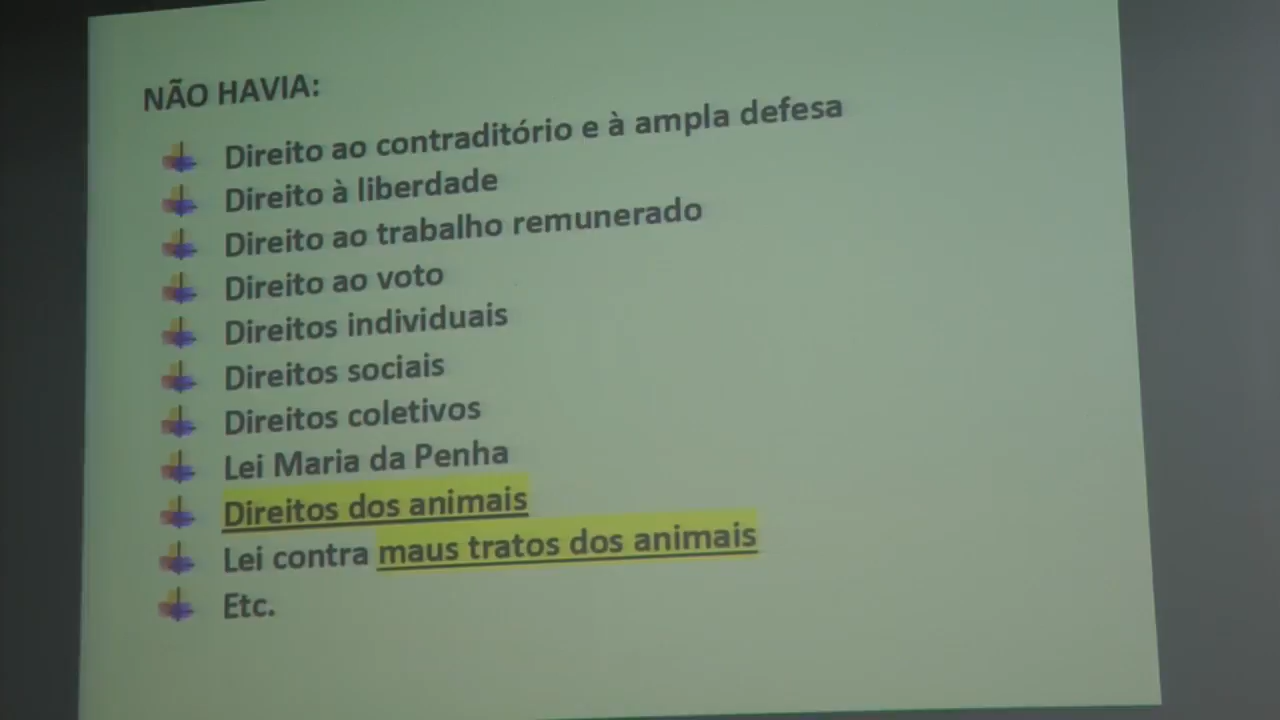 NÃO HAVIA:
Direito ao contraditório e à ampla defesa
Direito à liberdade
Direito ao trabalho remunerado
Direito ao voto
Direitos individuais
Direitos sociais
Direitos coletivos
Lei Maria da Penha
Direitos dos animais
Lei contra maus tratos dos animais
Etc.